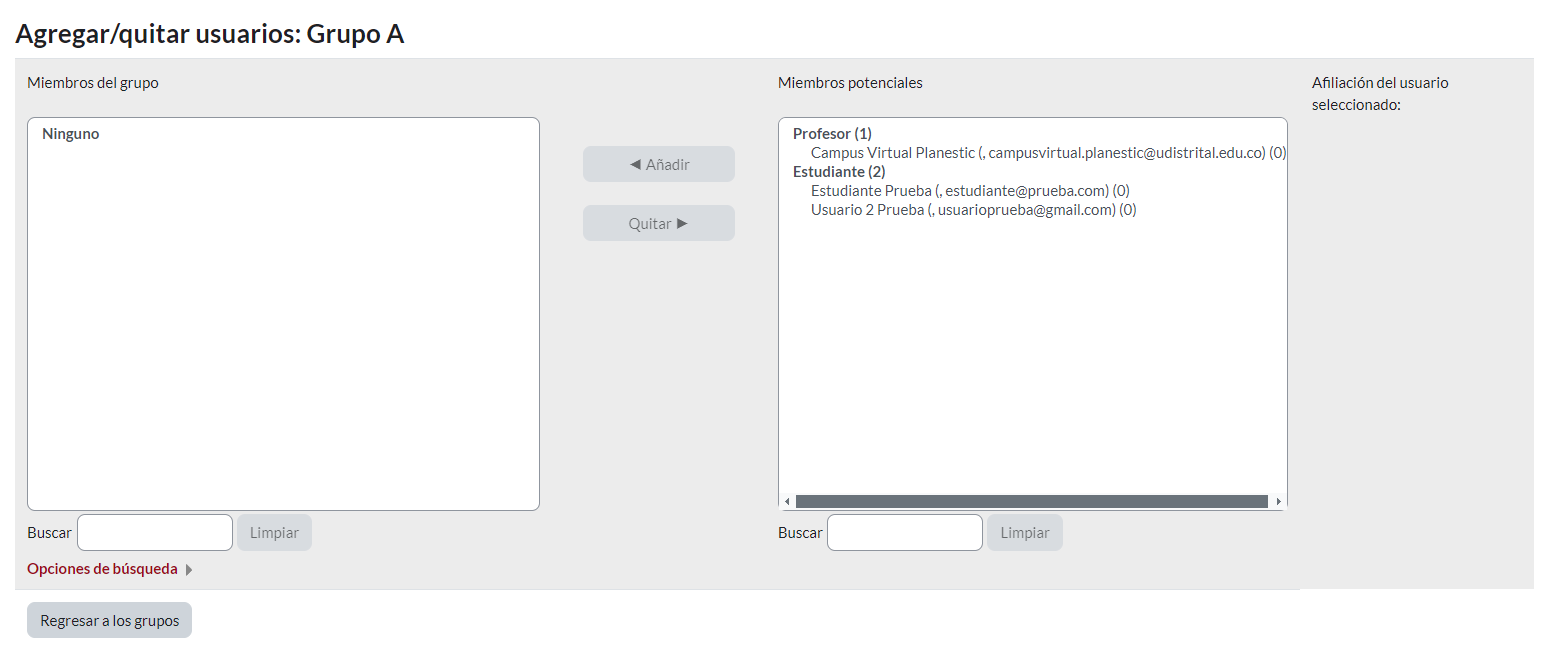 Agregar/quitar usuarios: Grupo A
Miembros del grupo
Ninguno
◄ Añadir
Quitar ►
Miembros potenciales
Profesor (1)
Campus Virtual Planestic (, campusvirtual.planestic@udistrital.edu.co) (0)
Estudiante (2)
Estudiante Prueba (, estudiante@prueba.com) (0)
Usuario 2 Prueba (, usuarioprueba@gmail.com) (0)
Afiliación del usuario
seleccionado:
Buscar
Limpiar
Buscar
Limpiar
Opciones de búsqueda
Regresar a los grupos